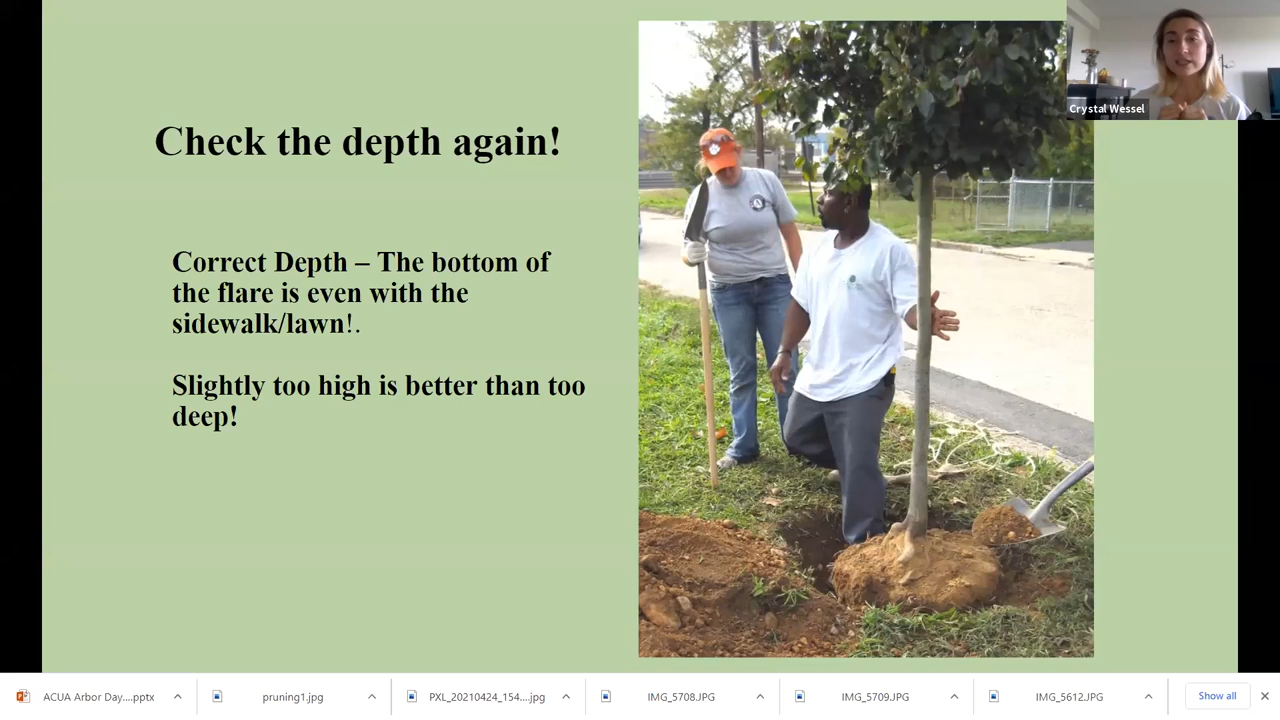 Crystal Wessel
Check the depth again!
Correct Depth – The bottom of
the flare is even with the
sidewalk/lawn!.
Slightly too high is better than too
deep!
ACUA Arbor Day....pptx
pruning1.jpg
PXL_20210424_154....jpg
IMG_5708.JPG
IMG_5709.JPG
IMG_5612.JPG
Show all